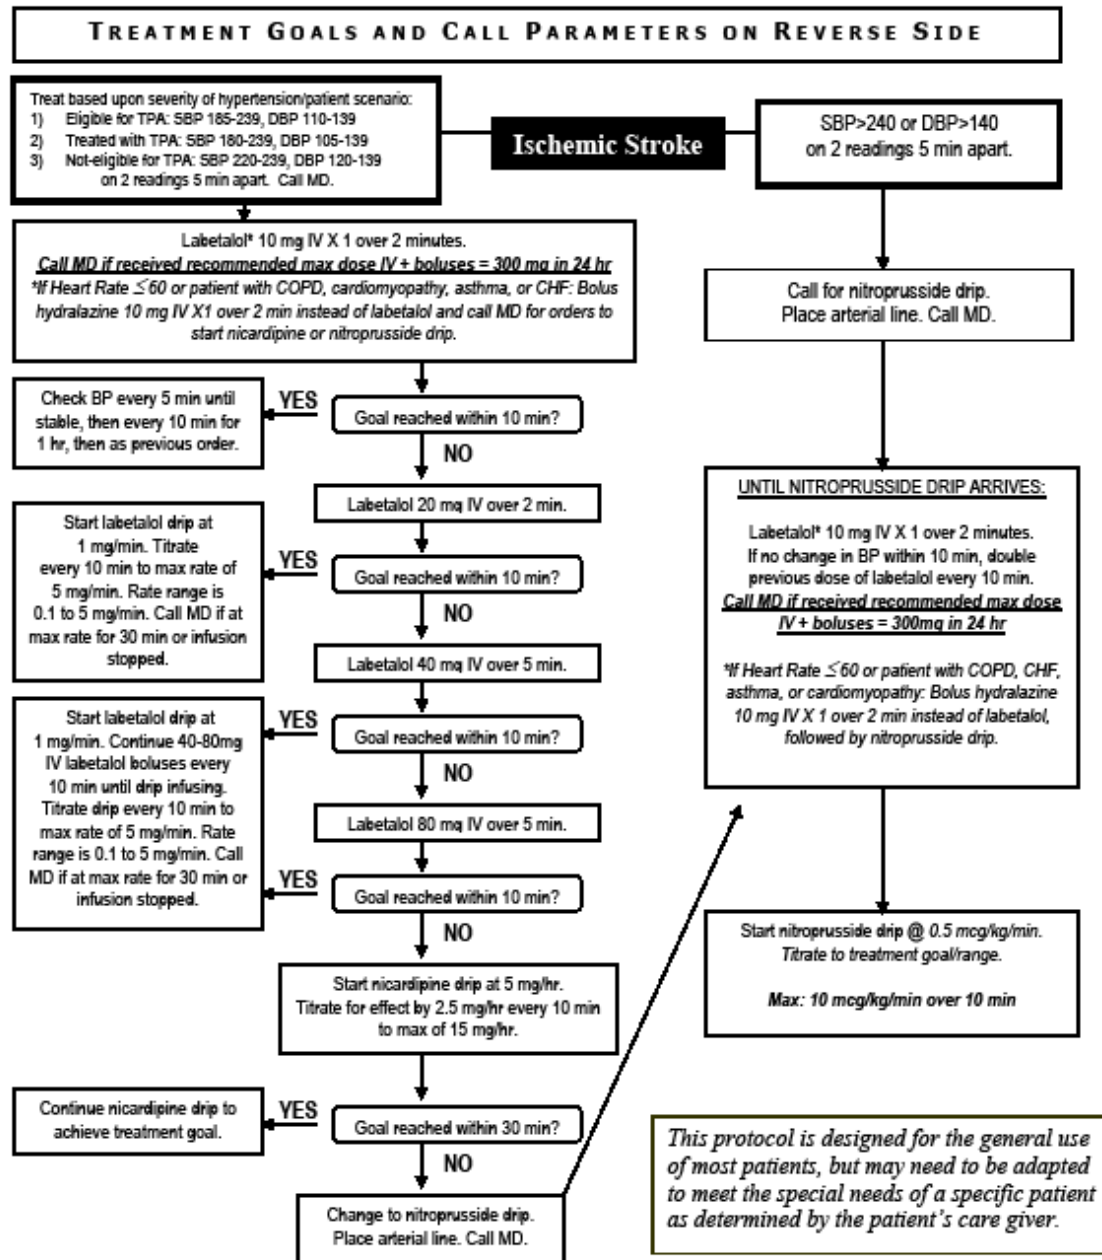 TREATMENT GOALS AND CALL PARAMETERS ON REVERSE SIDE
Treat based upon severity of hypertension/patient scenario:
1) Eligible for TPA: SBP 185-239, DBP 110-139
2) Treated with TPA: SBP 180-239, DBP 105-139
3) Not-eligible for TPA: SBP 220-239, DBP 120-139
on 2 readings 5 min apart. Call MD.
Ischemic Stroke
SBP>240 or DBP>140
on 2 readings 5 min apart.
Labetalol* 10 mg IV X 1 over 2 minutes.
Call MD if received recommended max dose IV + boluses = 300 mg in 24 hr
*If Heart Rate ≤60 or patient with COPD, cardiomyopathy, asthma, or CHF: Bolus
hydralazine 10 mg IV X1 over 2 min instead of labetalol and call MD for orders to
start nicardipine or nitroprusside drip.
Call for nitroprusside drip.
Place arterial line. Call MD.
Check BP every 5 min until
stable, then every 10 min for
1 hr, then as previous order.
YES
Goal reached within 10 min?
NO
Labetalol 20 mg IV over 2 min.
Start labetalol drip at
1 mg/min. Titrate
every 10 min to max rate of
5 mg/min. Rate range is
0.1 to 5 mg/min. Call MD if at
max rate for 30 min or infusion
stopped.
YES
Goal reached within 10 min?
NO
Labetalol 40 mg IV over 5 min.
Start labetalol drip at
1 mg/min. Continue 40-80mg
IV labetalol boluses every
10 min until drip infusing.
Titrate drip every 10 min to
max rate of 5 mg/min. Rate
range is 0.1 to 5 mg/min. Call
MD if at max rate for 30 min or
infusion stopped.
YES
Goal reached within 10 min?
NO
Labetalol 80 mg IV over 5 min.
YES
Goal reached within 10 min?
NO
Start nicardipine drip at 5 mg/hr.
Titrate for effect by 2.5 mg/hr every 10 min
to max of 15 mg/hr.
Continue nicardipine drip to
achieve treatment goal.
YES
Goal reached within 30 min?
NO
Change to nitroprusside drip.
Place arterial line. Call MD.
UNTIL NITROPRUSSIDE DRIP ARRIVES:
Labetalol* 10 mg IV X 1 over 2 minutes.
If no change in BP within 10 min, double
previous dose of labetalol every 10 min.
Call MD if received recommended max dose
IV + boluses = 300mg in 24 hr
*If Heart Rate ≤60 or patient with COPD, CHF,
asthma, or cardiomyopathy: Bolus hydralazine
10 mg IV X 1 over 2 min instead of labetalol,
followed by nitroprusside drip.
Start nitroprusside drip @ 0.5 mcg/kg/min.
Titrate to treatment goal/range.
Max: 10 mcg/kg/min over 10 min
This protocol is designed for the general use
of most patients, but may need to be adapted
to meet the special needs of a specific patient
as determined by the patient's care giver.